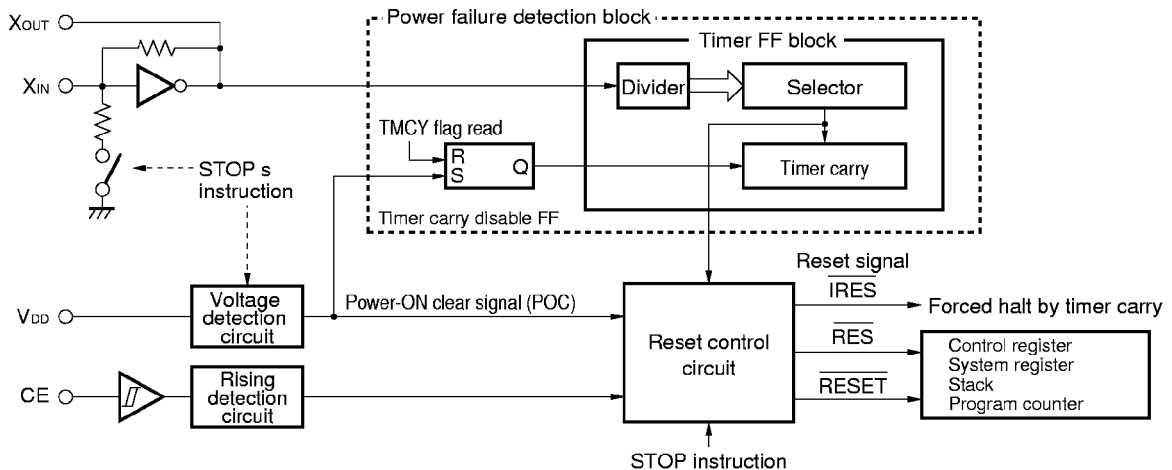 XOUT
Power failure detection block
Timer FF block
XIN
Divider
Selector
TMCY flag read
R
S
Q
Timer carry
STOP s
instruction
Timer carry disable FF
Reset signal
IRES
VDD
Voltage
detection
circuit
Power-ON clear signal (POC)
Forced halt by timer carry
Reset control
circuit
RES
Control register
System register
Stack
Program counter
CE
Rising
detection
circuit
RESET
STOP instruction